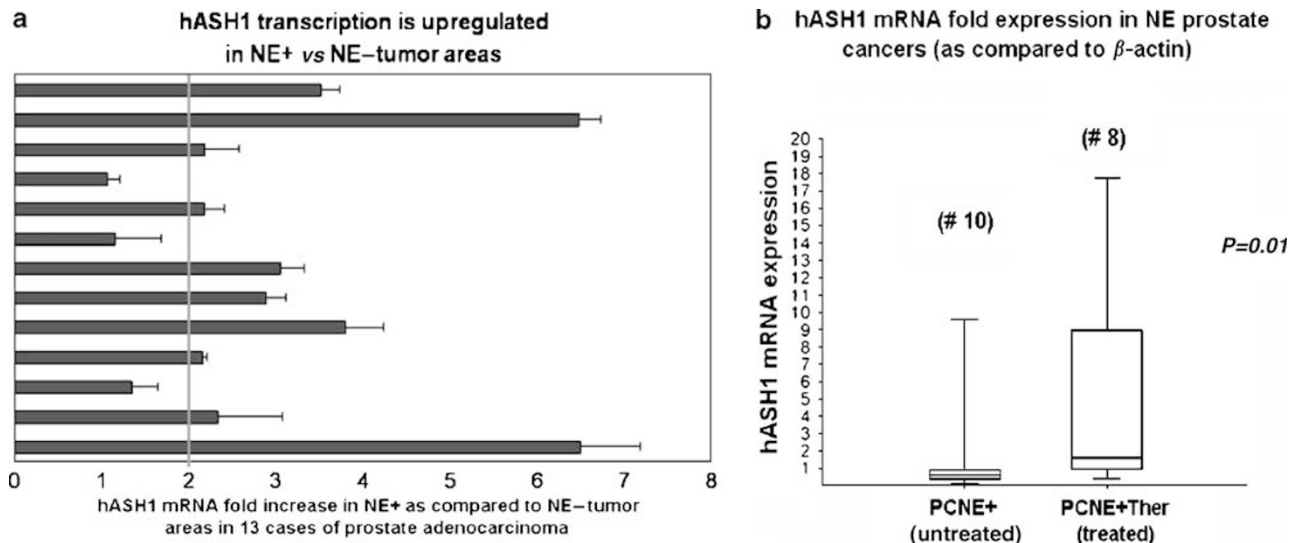 a
hASH1 transcription is upregulated
in NE+ vs NE−tumor areas
0 1 2 3 4 5 6 7 8
hASH1 mRNA fold increase in NE+ as compared to NE−tumor
areas in 13 cases of prostate adenocarcinoma
b
hASH1 mRNA fold expression in NE prostate
cancers (as compared to β-actin)
hASH1 mRNA expression
20
19
18
17
16
15
14
13
12
11
10
9
8
7
6
5
4
3
2
1
(# 10)
(# 8)
P=0.01
PCNE+ PCNE+Ther
(untreated) (treated)